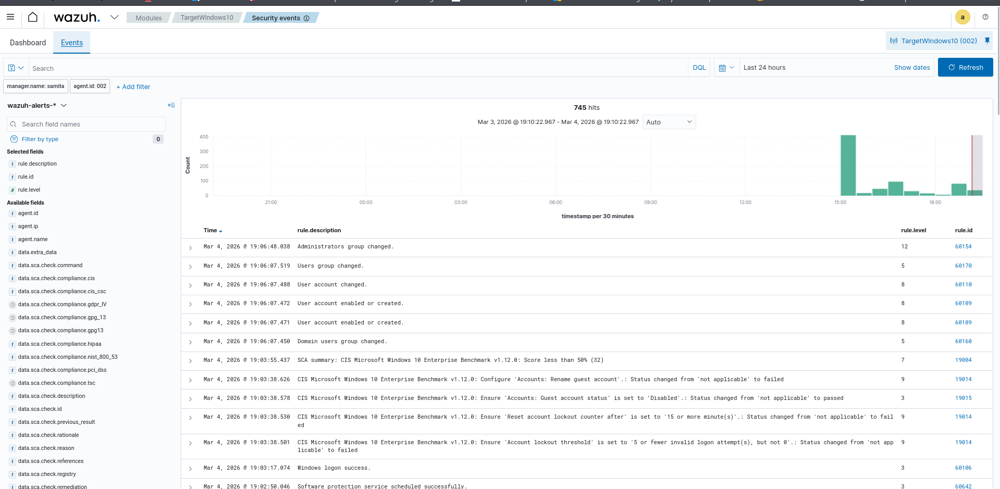 wazuh.
Modules
TargetWIndows10
Security events
a
Dashboard
Events
TargetWIndows10 (002)
Search
DQL
Last 24 hours
Show dates
Refresh
manager.name: samita
agent.id: 002
+ Add filter
wazuh-alerts-*
Search field names
Filter by type
0
Selected fields
t rule.description
t rule.id
# rule.level
Available fields
t agent.id
t agent.ip
t agent.name
t data.extra_data
t data.sca.check.command
t data.sca.check.compliance.cis
t data.sca.check.compliance.cis_csc
data.sca.check.compliance.gdpr_IV
data.sca.check.compliance.gpg_13
data.sca.check.compliance.gpg13
t data.sca.check.compliance.hipaa
t data.sca.check.compliance.nist_800_53
t data.sca.check.compliance.pci_dss
data.sca.check.compliance.tsc
t data.sca.check.description
t data.sca.check.id
t data.sca.check.previous_result
t data.sca.check.rationale
t data.sca.check.reason
t data.sca.check.references
t data.sca.check.registry
t data.sca.check.remediation
745 hits
Mar 3, 2026 @ 19:10:22.967 - Mar 4, 2026 @ 19:10:22.967
Auto
Count
400
300
200
100
0
21:00 00:00 03:00 06:00 09:00 12:00 15:00 18:00
timestamp per 30 minutes
Time rule.description rule.level rule.id
Mar 4, 2026 @ 19:06:48.038 Administrators group changed. 12 60154
Mar 4, 2026 @ 19:06:07.519 Users group changed. 5 60170
Mar 4, 2026 @ 19:06:07.488 User account changed. 8 60110
Mar 4, 2026 @ 19:06:07.472 User account enabled or created. 8 60109
Mar 4, 2026 @ 19:06:07.471 User account enabled or created. 8 60109
Mar 4, 2026 @ 19:06:07.450 Domain users group changed. 5 60160
Mar 4, 2026 @ 19:03:55.437 SCA summary: CIS Microsoft Windows 10 Enterprise Benchmark v1.12.0: Score less than 50% (32) 7 19004
Mar 4, 2026 @ 19:03:38.626 CIS Microsoft Windows 10 Enterprise Benchmark v1.12.0: Configure 'Accounts: Rename guest account'.: Status changed from 'not applicable' to failed 9 19014
Mar 4, 2026 @ 19:03:38.578 CIS Microsoft Windows 10 Enterprise Benchmark v1.12.0: Ensure 'Accounts: Guest account status' is set to 'Disabled'.: Status changed from 'not applicable' to passed 3 19015
Mar 4, 2026 @ 19:03:38.530 CIS Microsoft Windows 10 Enterprise Benchmark v1.12.0: Ensure 'Reset account lockout counter after' is set to '15 or more minute(s)'.: Status changed from 'not applicable' to fail 9 19014
ed
Mar 4, 2026 @ 19:03:38.501 CIS Microsoft Windows 10 Enterprise Benchmark v1.12.0: Ensure 'Account lockout threshold' is set to '5 or fewer invalid logon attempt(s), but not 0'.: Status changed from 'not app 9 19014
licable' to failed
Mar 4, 2026 @ 19:03:17.074 Windows logon success. 3 60106
Mar 4, 2026 @ 19:02:50.046 Software protection service scheduled successfully. 3 60642